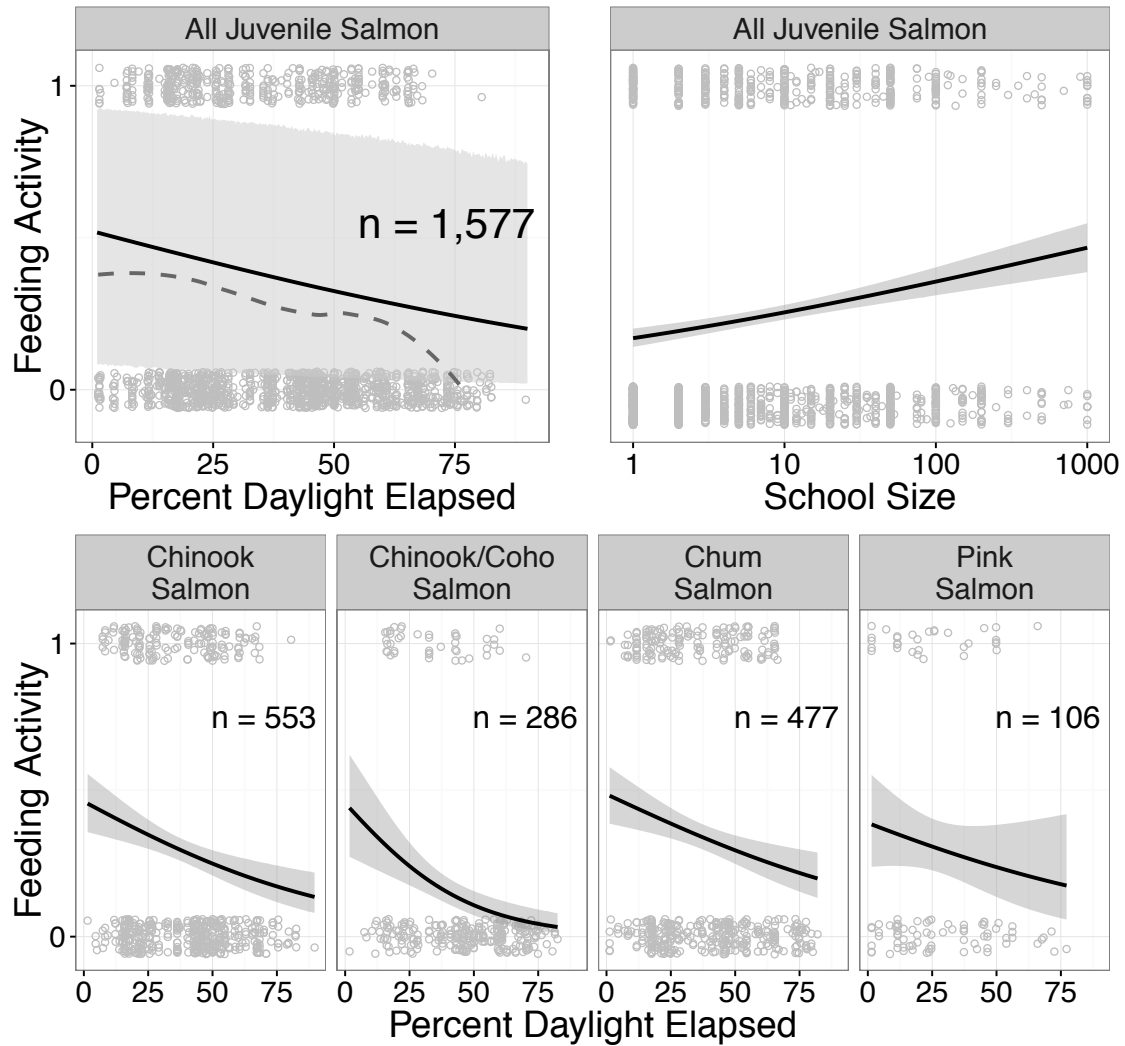 All Juvenile Salmon
All Juvenile Salmon
Feeding Activity
1
0
n = 1,577
0 25 50 75
1 10 100 1000
Percent Daylight Elapsed
School Size
Chinook
Salmon
Chinook/Coho
Salmon
Chum
Salmon
Pink
Salmon
Feeding Activity
1
0
n = 553
n = 286
n = 477
n = 106
0 25 50 75
0 25 50 75
0 25 50 75
0 25 50 75
Percent Daylight Elapsed